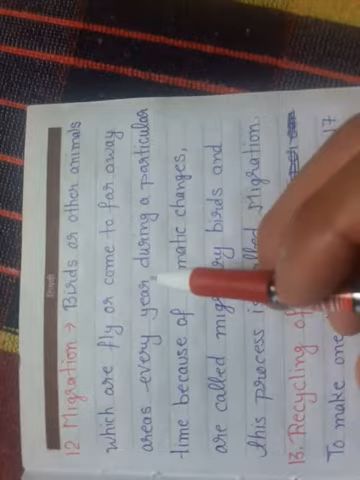 12. Migration → Birds or other animals
which are fly or come to far away
areas every year during a particular
time because of matic changes,
are called mig ry birds and
this process is lled Migration.
13. Recycling of
17
To make one